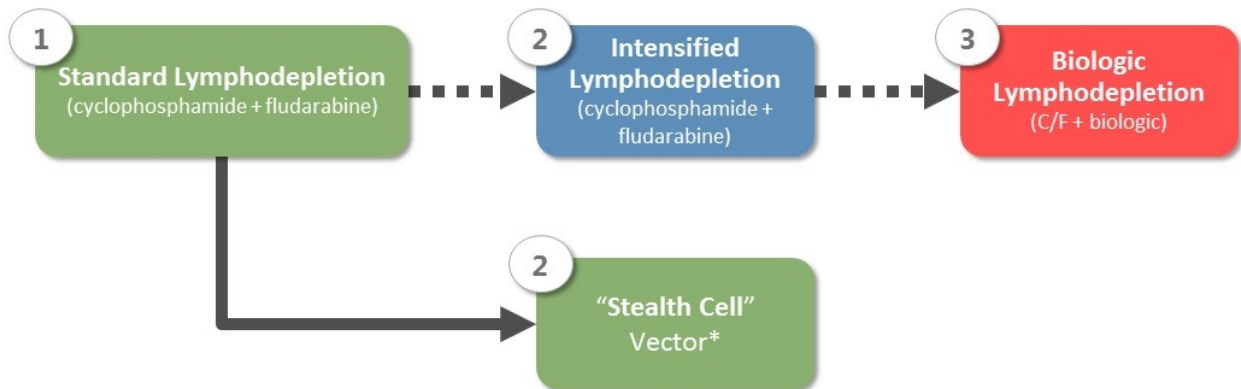 1
Standard Lymphodepletion
(cyclophosphamide + fludarabine)
2
Intensified
Lymphodepletion
(cyclophosphamide +
fludarabine)
3
Biologic
Lymphodepletion
(C/F + biologic)
2
“Stealth Cell”
Vector*